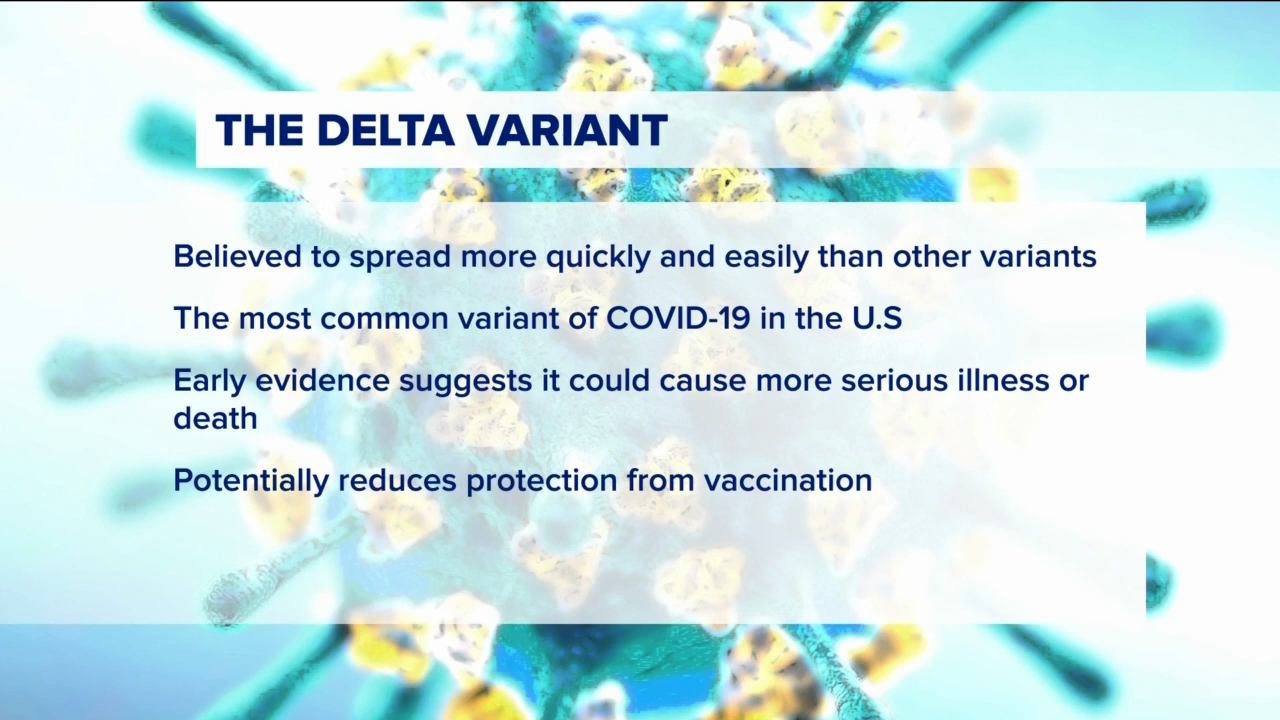 THE DELTA VARIANT
Believed to spread more quickly and easily than other variants
The most common variant of COVID-19 in the U.S
Early evidence suggests it could cause more serious illness or
death
Potentially reduces protection from vaccination